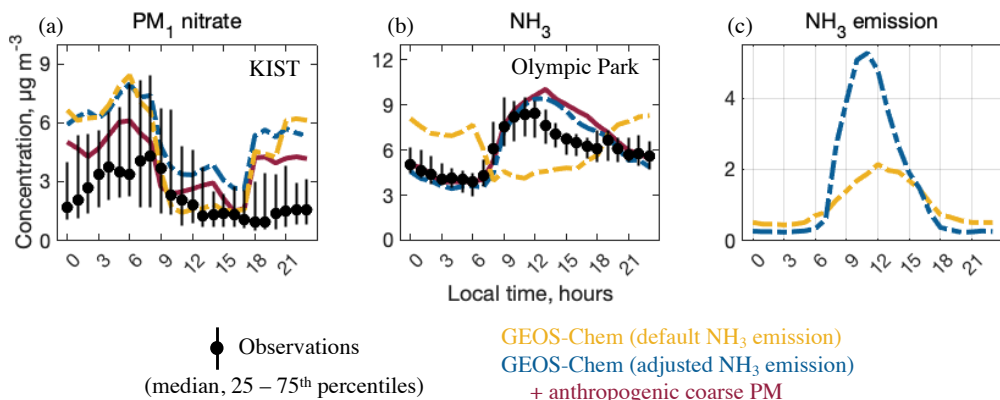 (a) PM₁ nitrate
(b) NH₃
(c) NH₃ emission
Concentration, µg m⁻³
9
6
3
0
KIST
0 3 6 9 12 15 18 21
12
9
6
3
0
Olympic Park
0 3 6 9 12 15 18 21
4
2
0
0 3 6 9 12 15 18 21
Local time, hours
Observations
(median, 25 – 75ᵗʰ percentiles)
GEOS-Chem (default NH₃ emission)
GEOS-Chem (adjusted NH₃ emission)
+ anthropogenic coarse PM